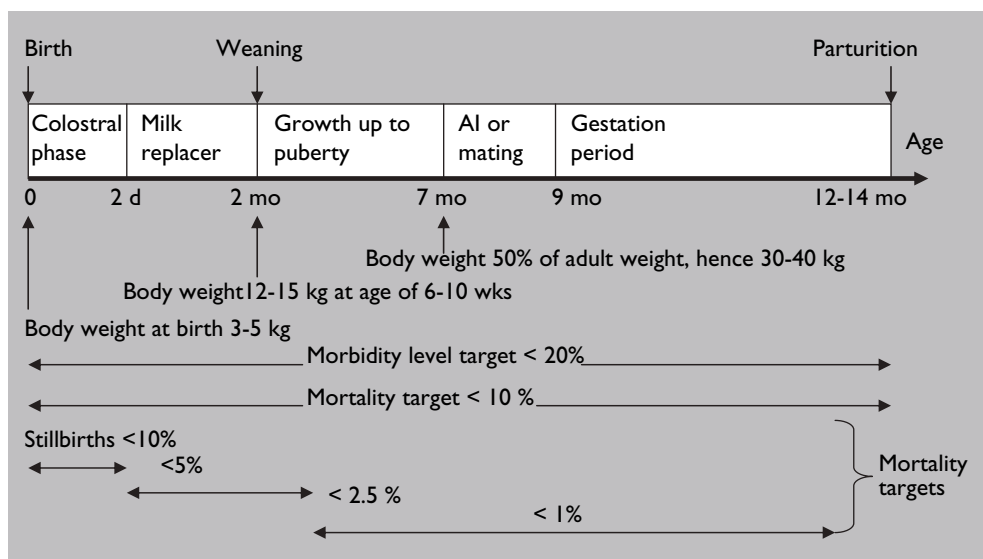 Birth
Weaning
Parturition
Colostral phase
Milk replacer
Growth up to puberty
AI or mating
Gestation period
Age
0
2 d
2 mo
7 mo
9 mo
12-14 mo
Body weight 50% of adult weight, hence 30-40 kg
Body weight12-15 kg at age of 6-10 wks
Body weight at birth 3-5 kg
Morbidity level target < 20%
Mortality target < 10 %
Stillbirths <10%
<5%
< 2.5 %
< 1%
Mortality targets